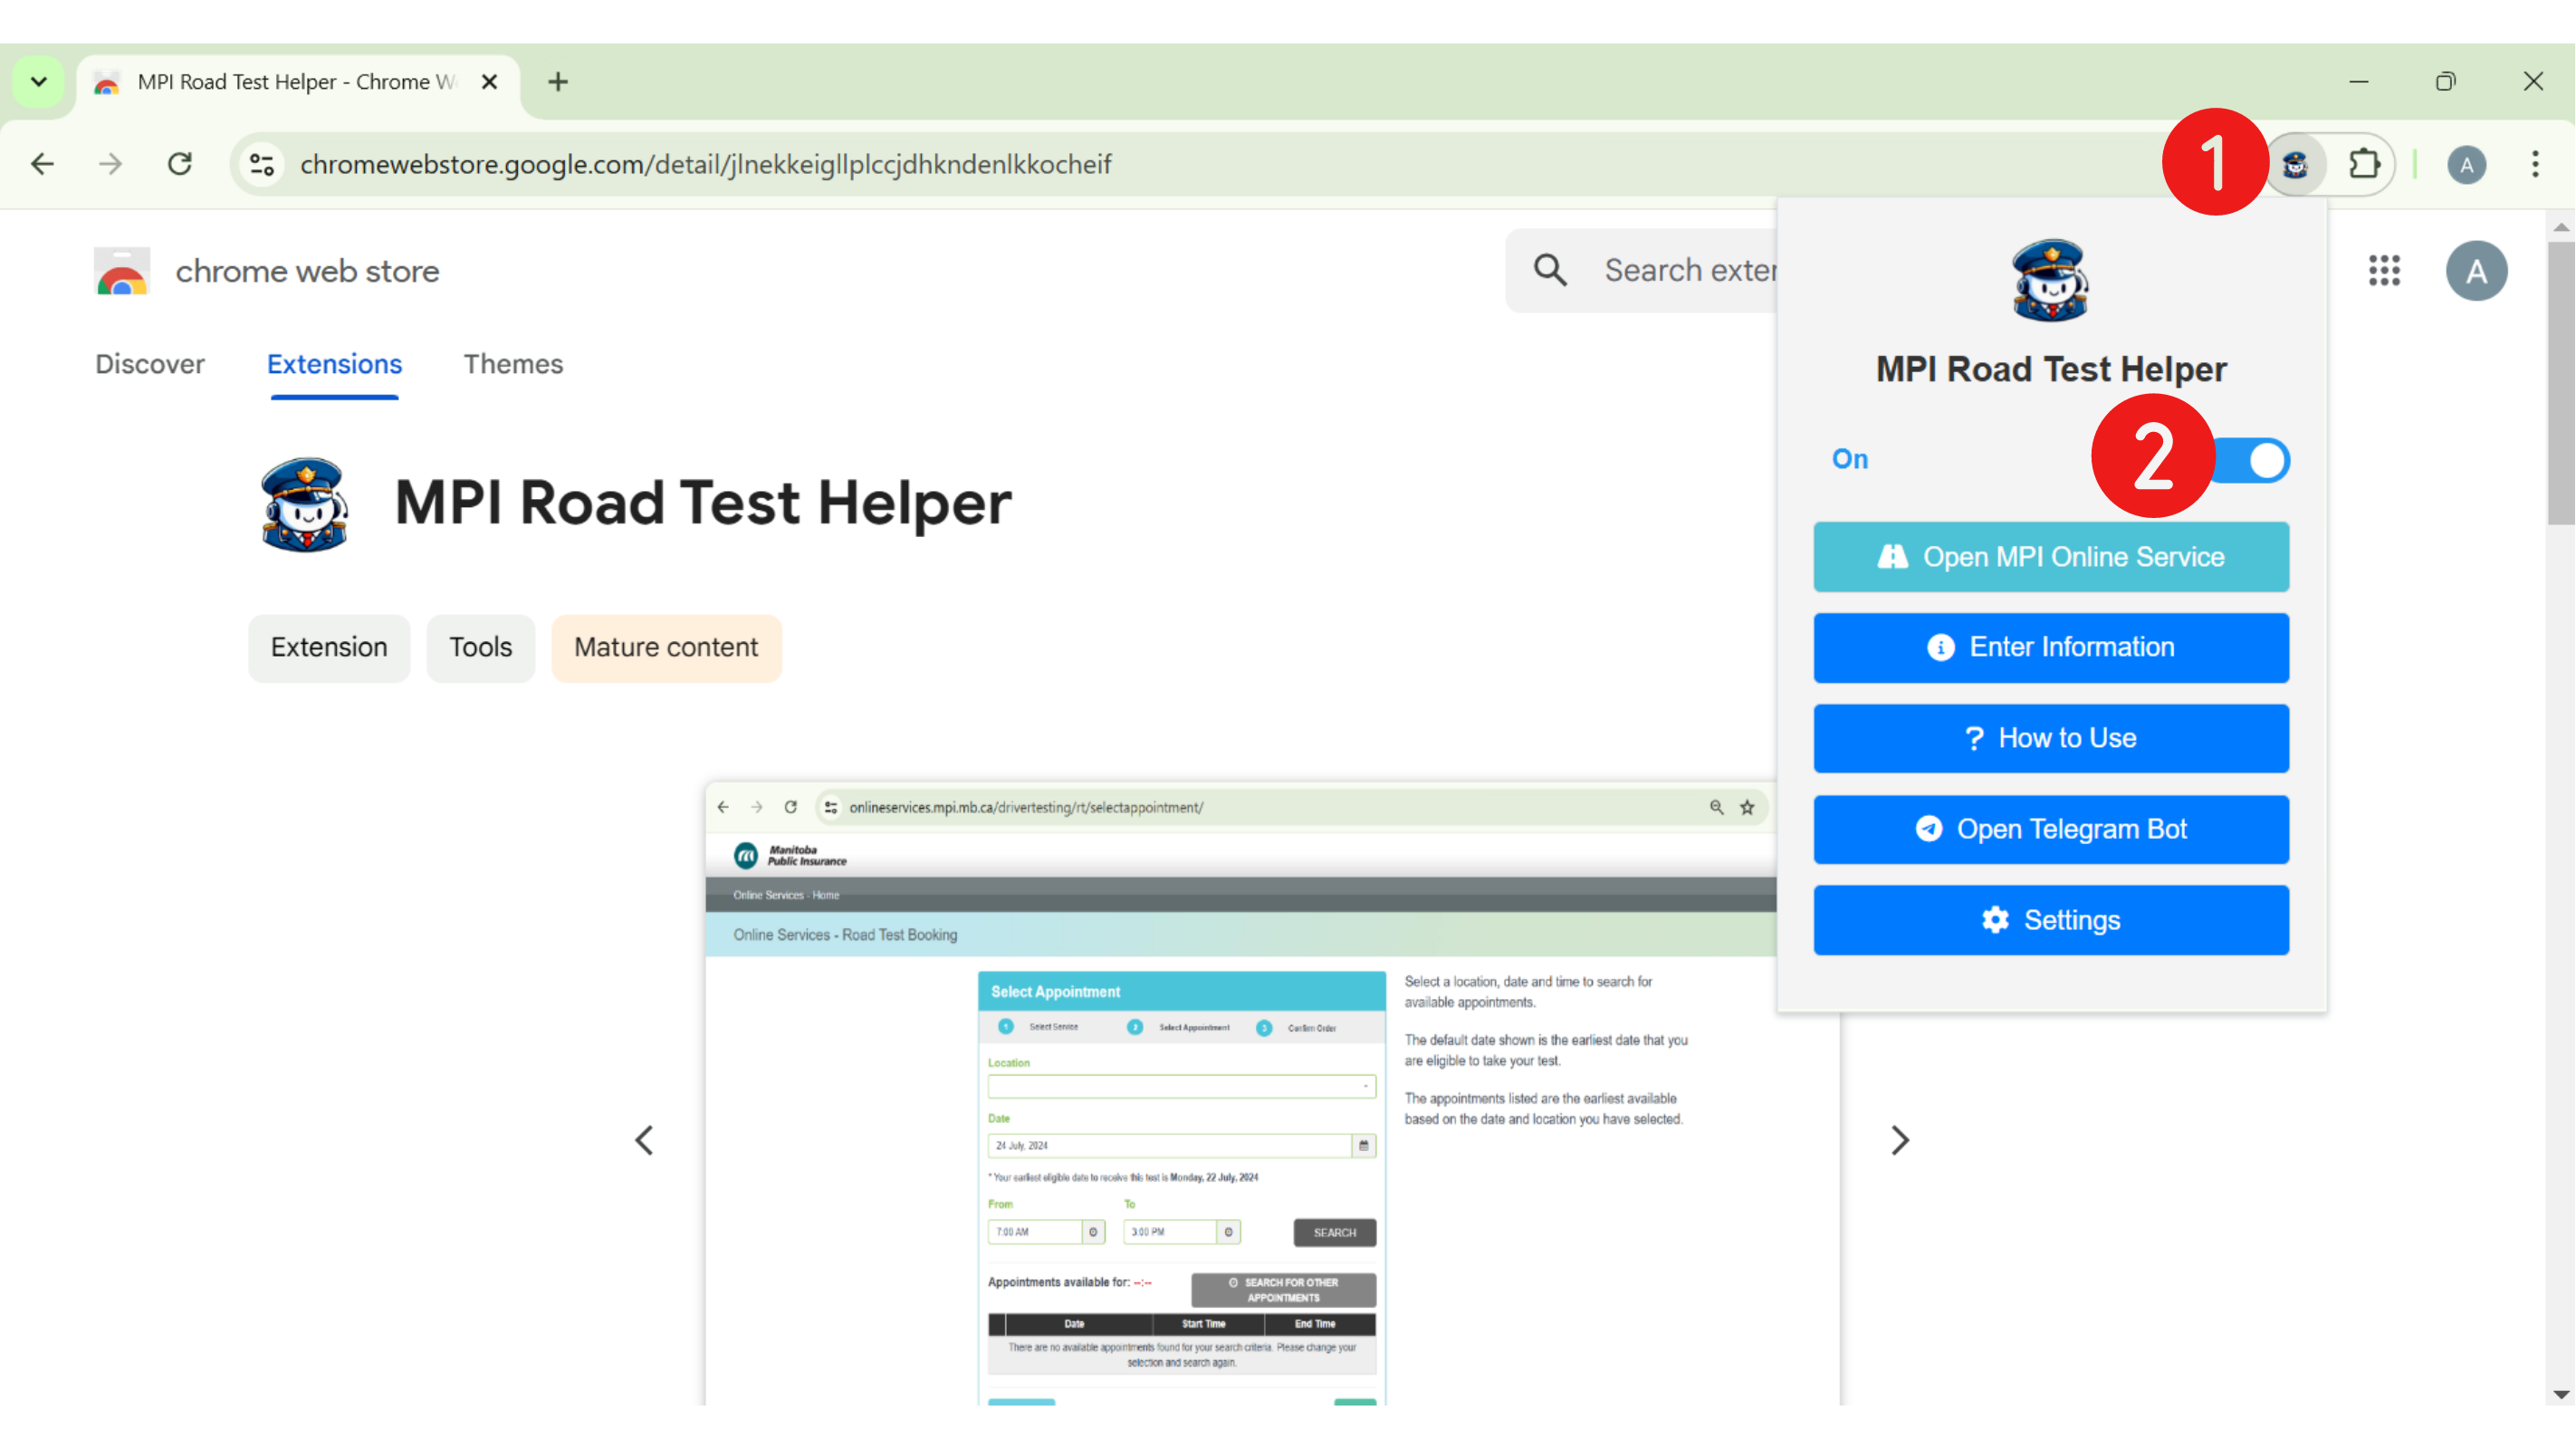 MPI Road Test Helper - Chrome W
chromewebstore.google.com/detail/jlnekkeigllplccjdhkndenlkkocheif
1
A
chrome web store
Search exter
A
Discover
Extensions
Themes
MPI Road Test Helper
Extension
Tools
Mature content
MPI Road Test Helper
On
2
Open MPI Online Service
Enter Information
? How to Use
Open Telegram Bot
Settings
onlineservices.mpi.mb.ca/drivertesting/rt/selectappointment/
Manitoba
Public Insurance
Online Services - Home
Online Services - Road Test Booking
Select Appointment
1 Select Service
2 Select Appointment
3 Confirm Order
Location
Date
24 July, 2024
* Your earliest eligible date to receive this test is Monday, 22 July, 2024
From
To
7:00 AM
3:00 PM
SEARCH
Appointments available for: --:--
SEARCH FOR OTHER
APPOINTMENTS
Date
Start Time
End Time
There are no available appointments found for your search criteria. Please change your
selection and search again.
Select a location, date and time to search for
available appointments.
The default date shown is the earliest date that you
are eligible to take your test.
The appointments listed are the earliest available
based on the date and location you have selected.